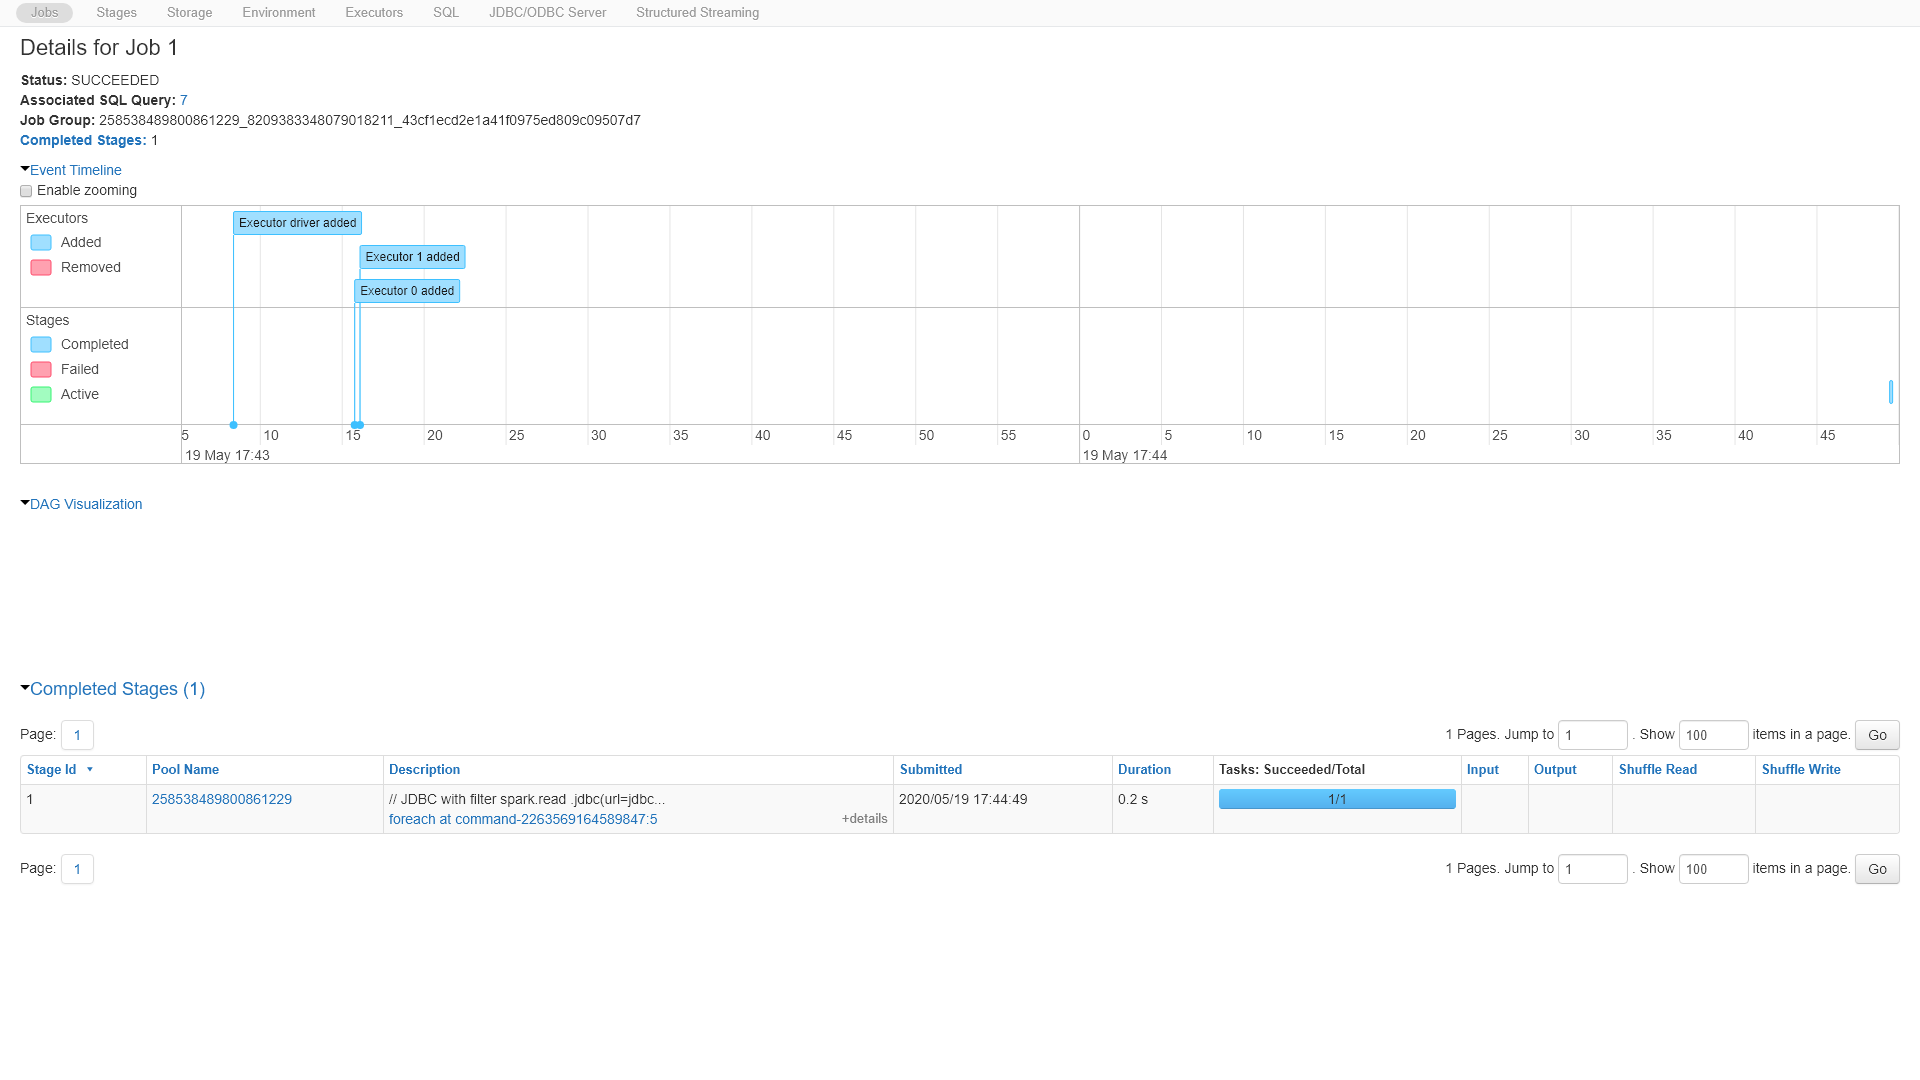 Jobs Stages Storage Environment Executors SQL JDBC/ODBC Server Structured Streaming
Details for Job 1
Status: SUCCEEDED
Associated SQL Query: 7
Job Group: 258538489800861229_8209383348079018211_43cf1ecd2e1a41f0975ed809c09507d7
Completed Stages: 1
Event Timeline
Enable zooming
Executors
Added
Removed
Executor driver added
Executor 1 added
Executor 0 added
Stages
Completed
Failed
Active
5 10 15 20 25 30 35 40 45 50 55 0 5 10 15 20 25 30 35 40 45
19 May 17:43 19 May 17:44
DAG Visualization
Completed Stages (1)
Page: 1 1 Pages. Jump to 1 . Show 100 items in a page. Go
Stage Id Pool Name Description Submitted Duration Tasks: Succeeded/Total Input Output Shuffle Read Shuffle Write
1 258538489800861229 // JDBC with filter spark.read .jdbc(url=jdbc... 2020/05/19 17:44:49 0.2 s 1/1
foreach at command-2263569164589847:5 +details
Page: 1 1 Pages. Jump to 1 . Show 100 items in a page. Go